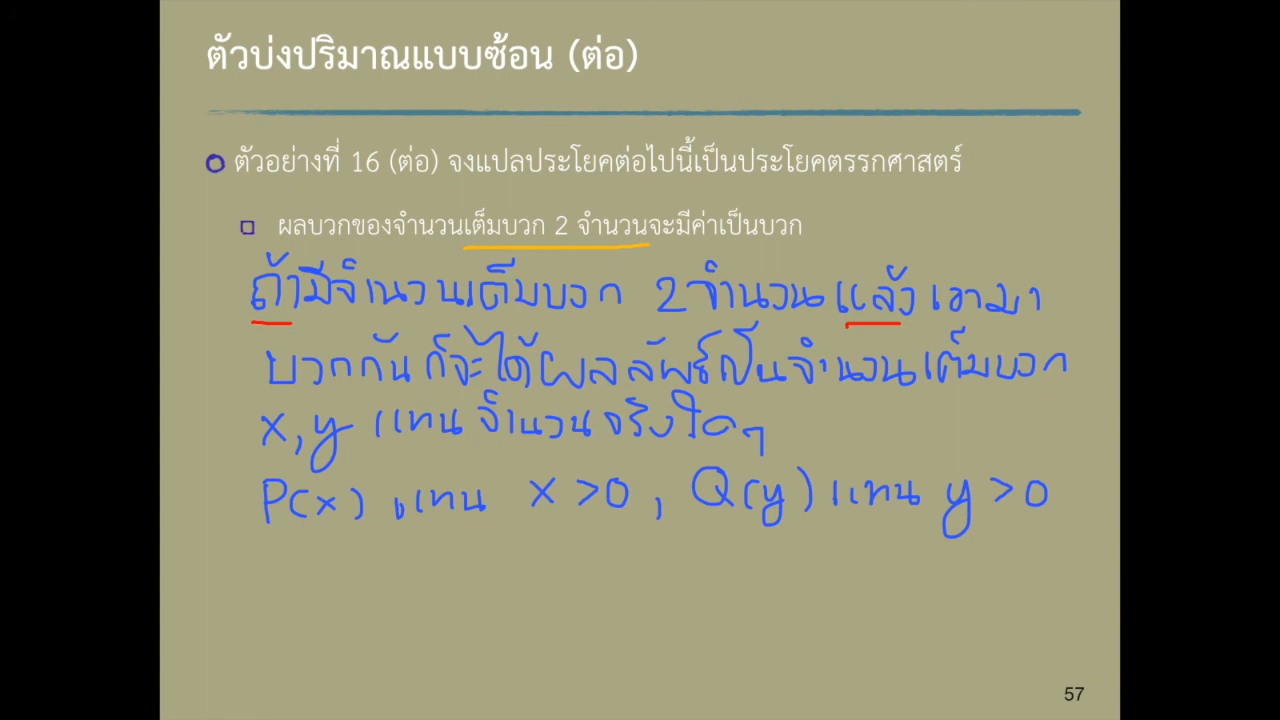 ตัวบ่งปริมาณแบบซ้อน (ต่อ)
ตัวอย่างที่ 16 (ต่อ) จงแปลประโยคต่อไปนี้เป็นประโยคตรรกศาสตร์
ผลบวกของจำนวนเต็มบวก 2 จำนวนจะมีค่าเป็นบวก
ถ้ามีจำนวนเต็มบวก 2 จำนวนแล้วเอามา
บวกกันก็จะได้ผลลัพธ์เป็นจำนวนเต็มบวก
x, y แทน จำนวนจริงใดๆ
P(x) แทน x > 0 , Q(y) แทน y > 0
57